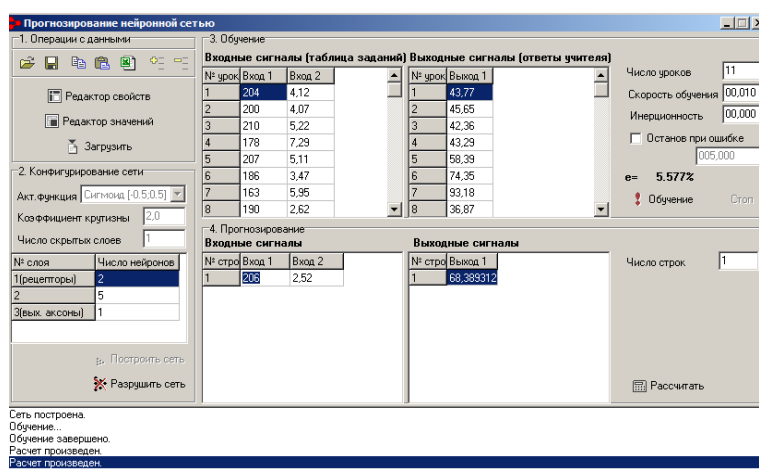 Прогнозирование нейронной сетью
1. Операции с данными
Редактор свойств
Редактор значений
Загрузить
2. Конфигурирование сети
Акт.функция Сигмоид [-0.5;0.5]
Коэффициент крутизны 2,0
Число скрытых слоев 1
№ слоя Число нейронов
1(рецепторы) 2
2 5
3(вых. аксоны) 1
Построить сеть
Разрушить сеть
3. Обучение
Входные сигналы (таблица заданий) Выходные сигналы (ответы учителя)
№ урок Вход 1 Вход 2 № урок Выход 1
1 204 4,12 1 43,77
2 200 4,07 2 45,65
3 210 5,22 3 42,36
4 178 7,29 4 43,29
5 207 5,11 5 58,39
6 186 3,47 6 74,35
7 163 5,95 7 93,18
8 190 2,62 8 36,87
Число уроков 11
Скорость обучения 00,010
Инерционность 00,000
Останов при ошибке
005,000
e= 5.577%
Обучение Стоп
4. Прогнозирование
Входные сигналы Выходные сигналы
№ стро Вход 1 Вход 2 № стро Выход 1
1 206 2,52 1 68,389312
Число строк 1
Рассчитать
Сеть построена.
Обучение...
Обучение завершено.
Расчет произведен.
Расчет произведен.